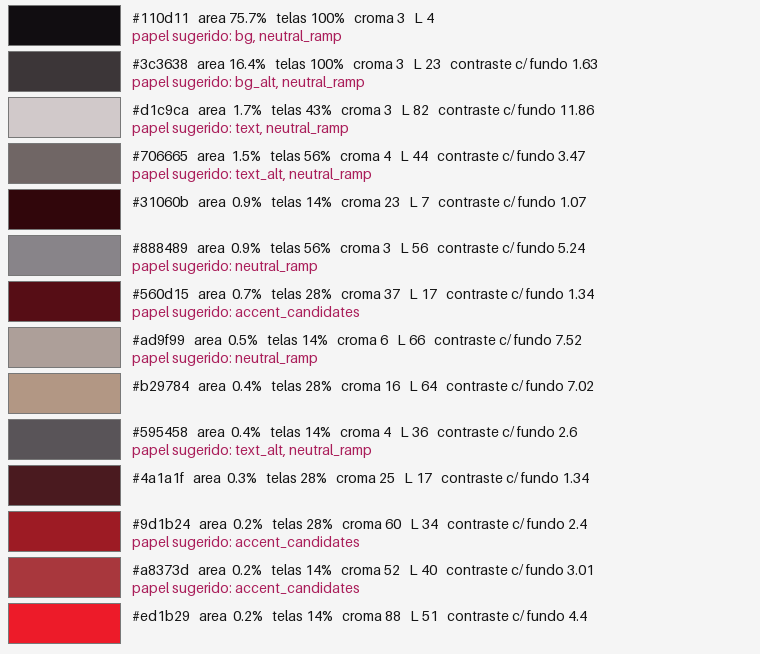 #110d11 area 75.7% telas 100% croma 3 L 4
papel sugerido: bg, neutral_ramp
#3c3638 area 16.4% telas 100% croma 3 L 23 contraste c/fundo 1.63
papel sugerido: bg_alt, neutral_ramp
#d1c9ca area 1.7% telas 43% croma 3 L 82 contraste c/fundo 11.86
papel sugerido: text, neutral_ramp
#706665 area 1.5% telas 56% croma 4 L 44 contraste c/fundo 3.47
papel sugerido: text_alt, neutral_ramp
#31060b area 0.9% telas 14% croma 23 L 7 contraste c/fundo 1.07
#888489 area 0.9% telas 56% croma 3 L 56 contraste c/fundo 5.24
papel sugerido: neutral_ramp
#560d15 area 0.7% telas 28% croma 37 L 17 contraste c/fundo 1.34
papel sugerido: accent_candidates
#ad9f99 area 0.5% telas 14% croma 6 L 66 contraste c/fundo 7.52
papel sugerido: neutral_ramp
#b29784 area 0.4% telas 28% croma 16 L 64 contraste c/fundo 7.02
#595458 area 0.4% telas 14% croma 4 L 36 contraste c/fundo 2.6
papel sugerido: text_alt, neutral_ramp
#4a1a1f area 0.3% telas 28% croma 25 L 17 contraste c/fundo 1.34
#9d1b24 area 0.2% telas 28% croma 60 L 34 contraste c/fundo 2.4
papel sugerido: accent_candidates
#a8373d area 0.2% telas 14% croma 52 L 40 contraste c/fundo 3.01
papel sugerido: accent_candidates
#ed1b29 area 0.2% telas 14% croma 88 L 51 contraste c/fundo 4.4